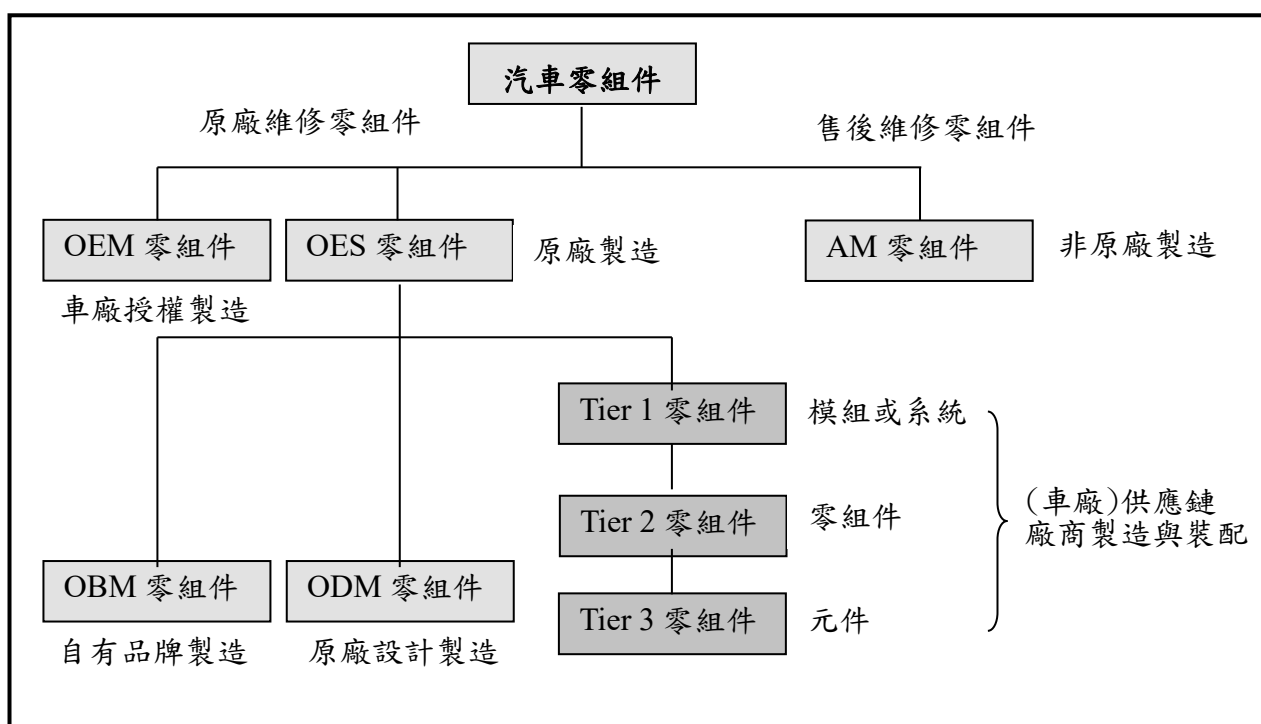 汽車零組件
原廠維修零組件
售後維修零組件
OEM 零組件
OES 零組件
原廠製造
AM 零組件
非原廠製造
車廠授權製造
Tier 1 零組件
模組或系統
Tier 2 零組件
零組件
(車廠)供應鏈
廠商製造與裝配
OBM 零組件
ODM 零組件
Tier 3 零組件
元件
自有品牌製造
原廠設計製造